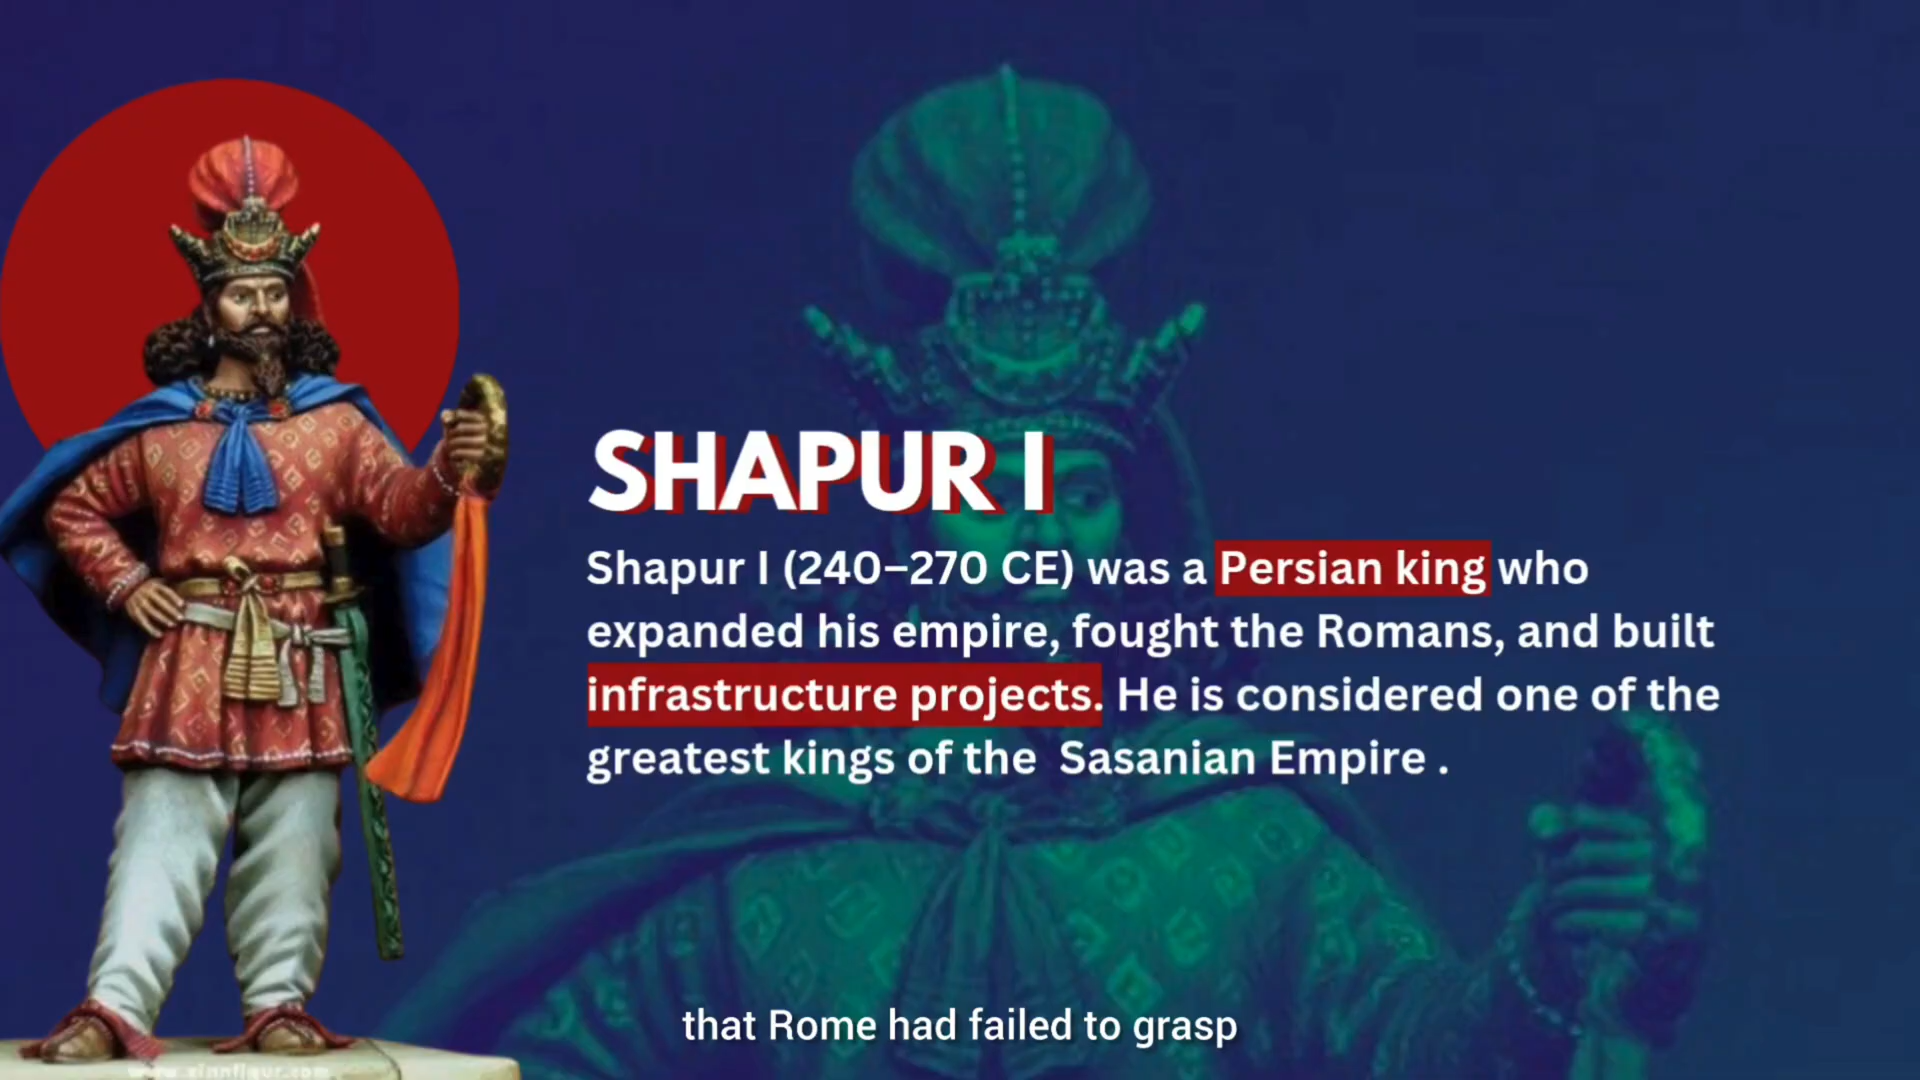 SHAPUR I
Shapur I (240–270 CE) was a Persian king who
expanded his empire, fought the Romans, and built
infrastructure projects. He is considered one of the
greatest kings of the  Sasanian Empire .
that Rome had failed to grasp